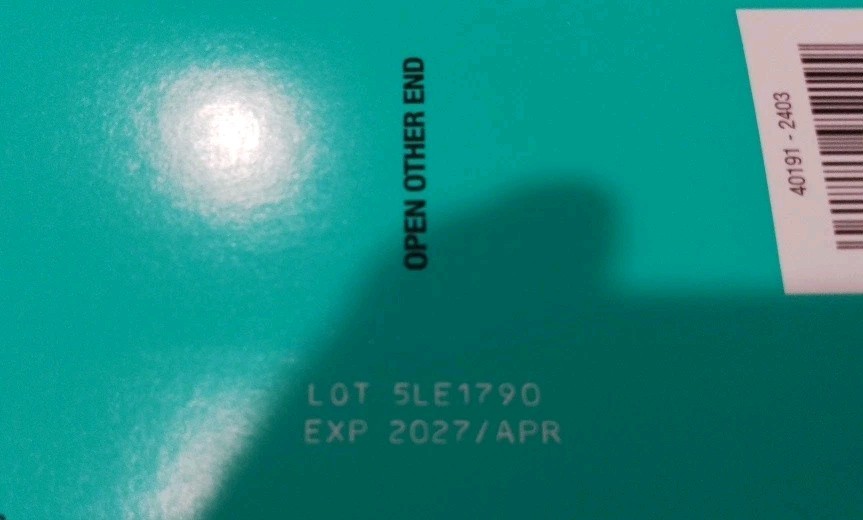 OPEN OTHER END
40191 - 2403
LOT 5LE1790
EXP 2027/APR